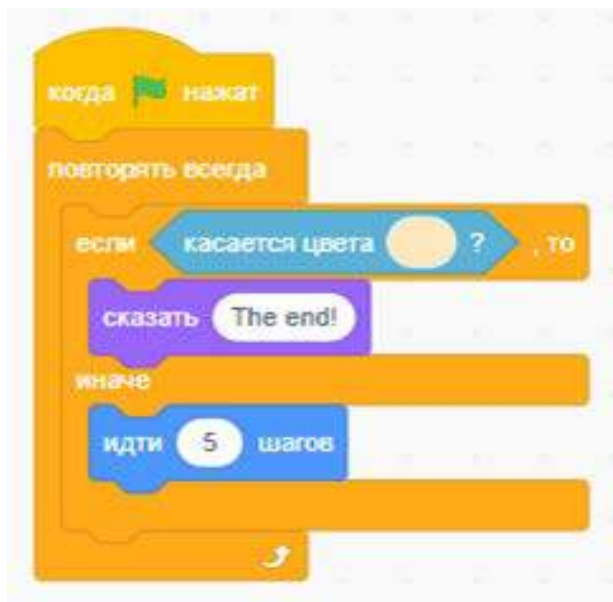 когда нажат
повторять всегда
если касается цвета ? , то
сказать The end!
иначе
идти 5 шагов